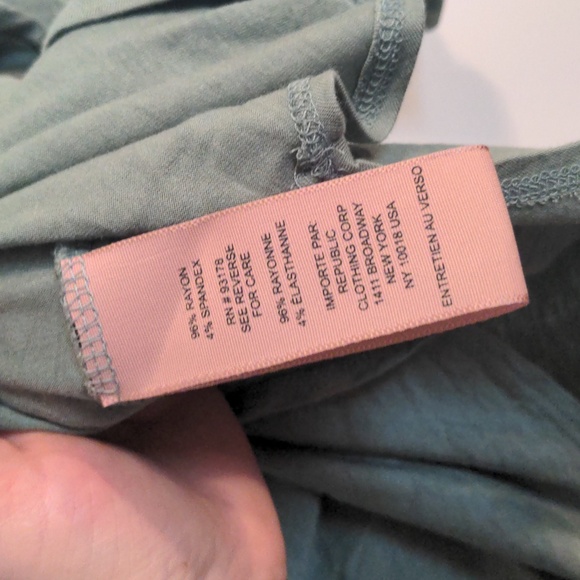 96% RAYON
4% SPANDEX
RN # 93178
SEE REVERSE
FOR CARE
96% RAYONNE
4% ÉLASTHANNE
IMPORTE PAR:
REPUBLIC
CLOTHING CORP
1411 BROADWAY
NEW YORK
NY 10018 USA
ENTRETIEN AU VERSO